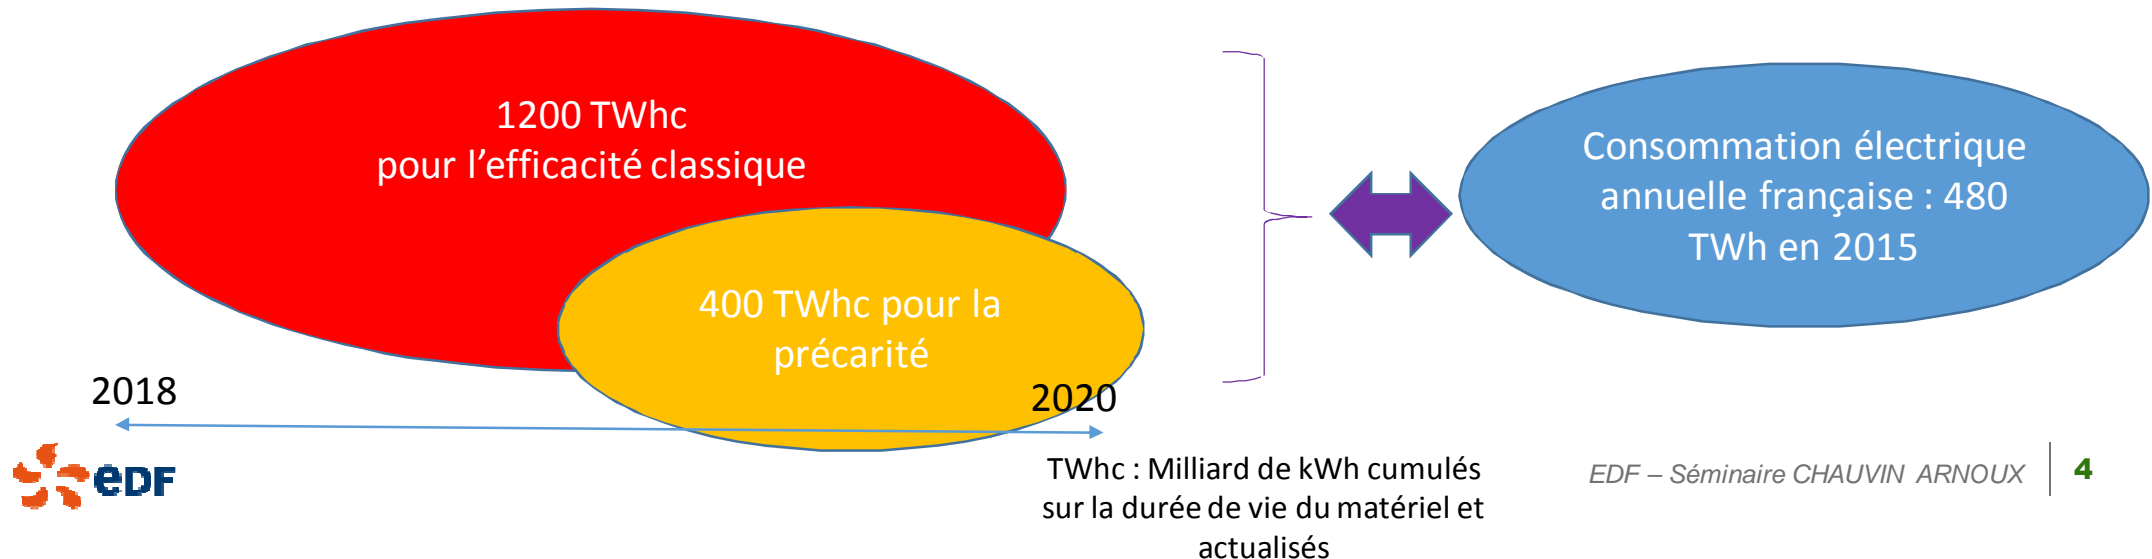 1200 TWhc
pour l’efficacité classique
400 TWhc pour la
précarité
2018
2020
Consommation électrique
annuelle française : 480
TWh en 2015
TWhc : Milliard de kWh cumulés
sur la durée de vie du matériel et
actualisés
eDF
EDF – Séminaire CHAUVIN ARNOUX
4